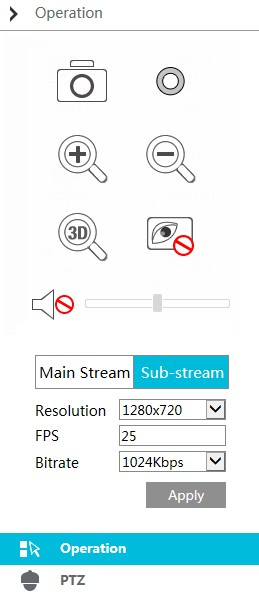 Operation
3D
Main Stream Sub-stream
Resolution 1280x720
FPS 25
Bitrate 1024Kbps
Apply
Operation
PTZ